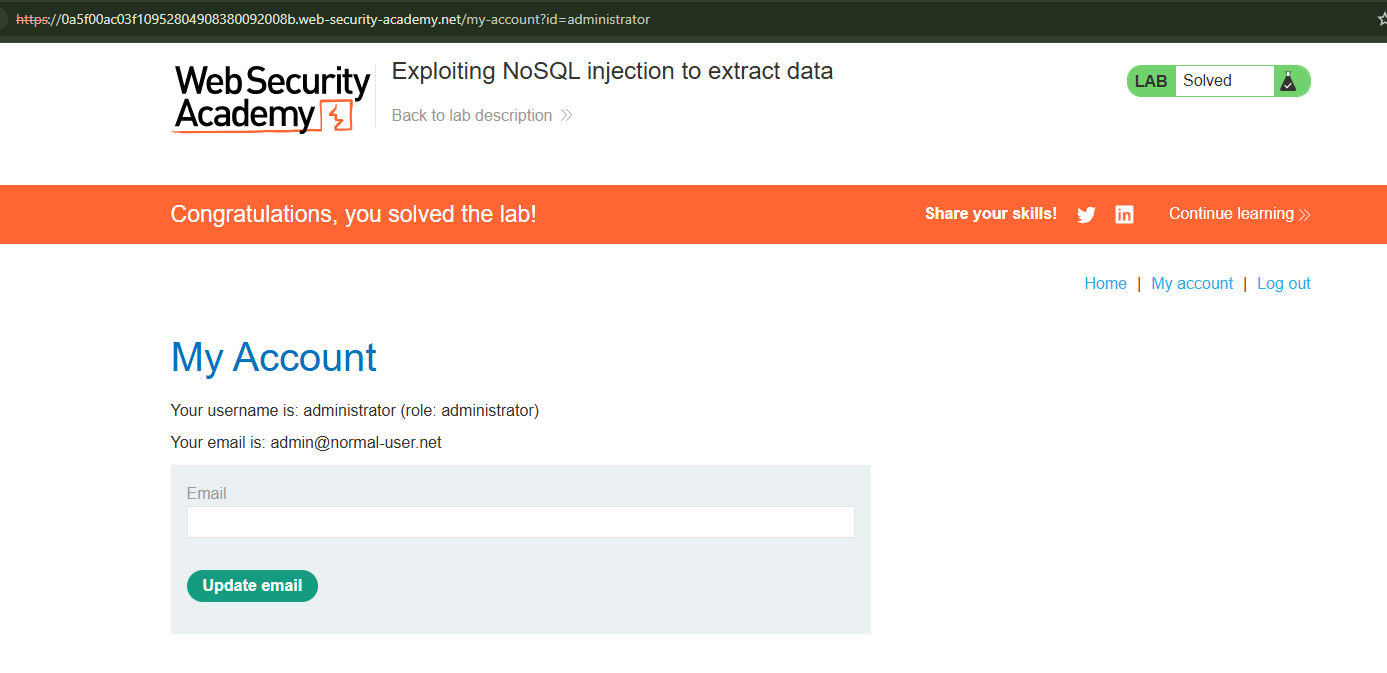 https://0a5f00ac03f10952804908380092008b.web-security-academy.net/my-account?id=administrator
Web Security
Academy
Exploiting NoSQL injection to extract data
Back to lab description
LAB Solved
Congratulations, you solved the lab!
Share your skills!
Continue learning
Home | My account | Log out
My Account
Your username is: administrator (role: administrator)
Your email is: admin@normal-user.net
Email
Update email